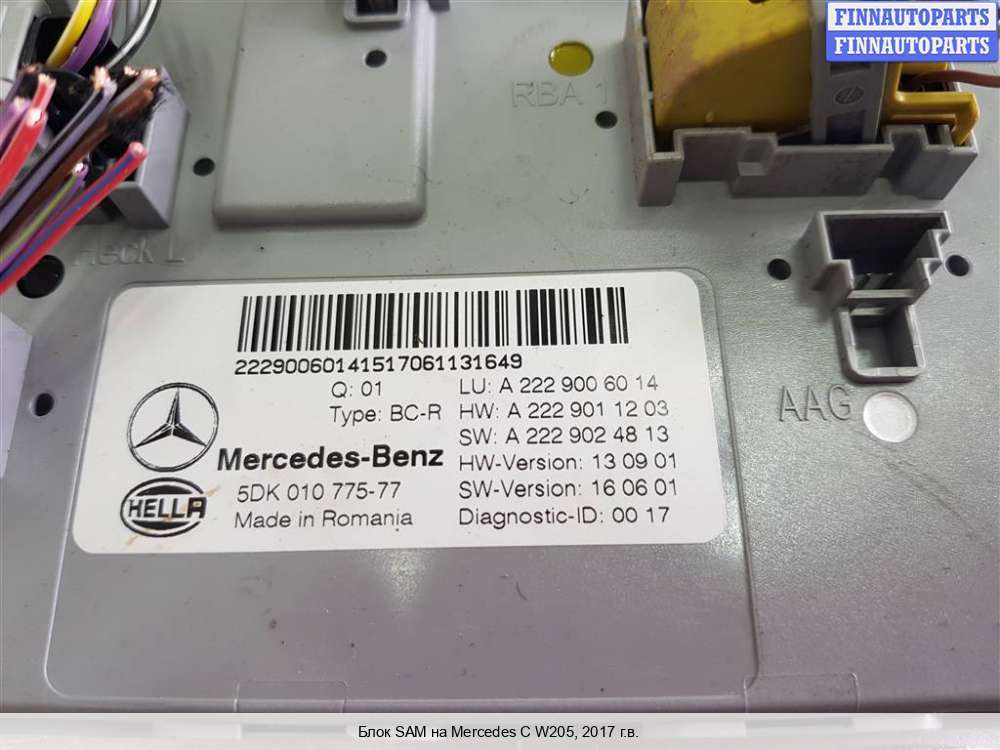 FINNAUTOPARTS
FINNAUTOPARTS
RBA 1
Heck L
22290060141517061131649
Q: 01
Type: BC-R
LU: A 222 900 60 14
HW: A 222 901 12 03
SW: A 222 902 48 13
Mercedes-Benz
HW-Version: 13 09 01
HELLA
5DK 010 775-77
SW-Version: 16 06 01
Made in Romania
Diagnostic-ID: 00 17
AAG
Блок SAM на Mercedes C W205, 2017 г.в.